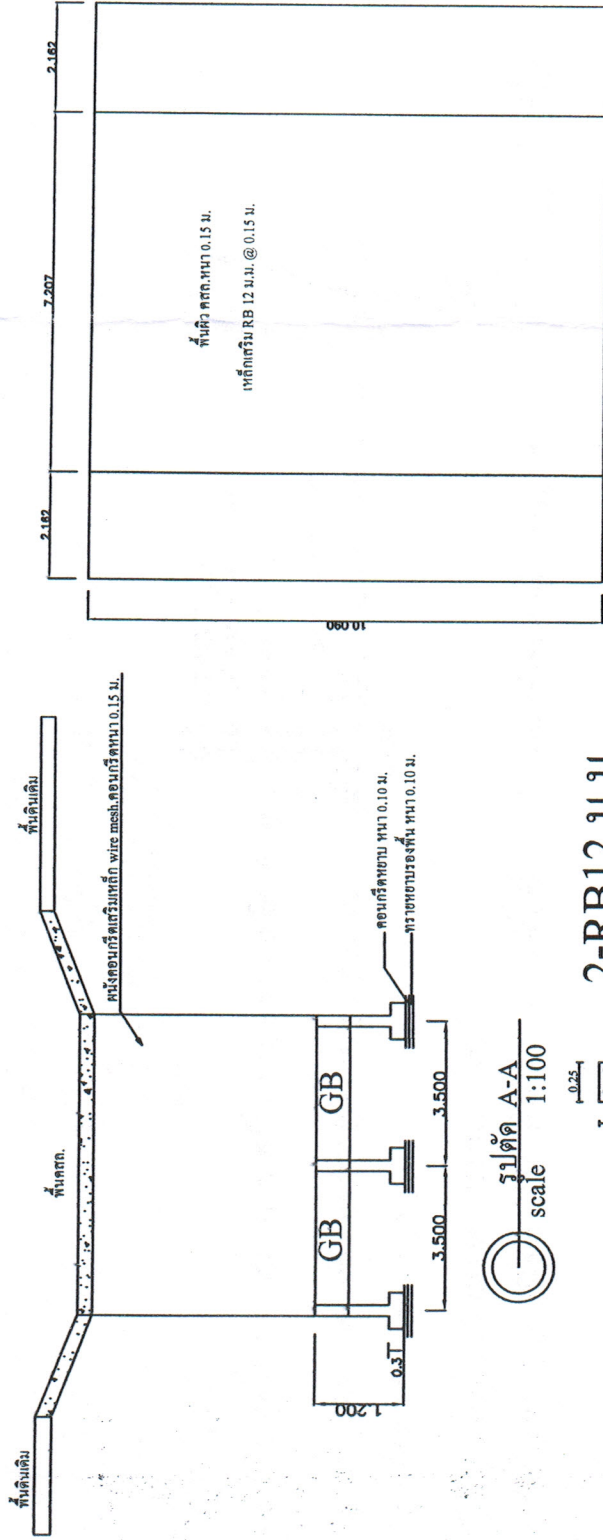 พื้นดินเดิม
พื้นคสล.
พื้นดินเดิม
ผนังคอนกรีตเสริมเหล็ก wire mesh.คอนกรีตหนา 0.15 ม.
GB
GB
คอนกรีตหยาบ หนา 0.10 ม.
ทรายหยาบรองพื้น หนา 0.10 ม.
1.200
0.3
3.500
3.500
รูปตัด A-A
scale 1:100
0.25
2-RB12 ม.ม
2.162
7.207
2.162
10.090
พื้นผิว คสล.หนา 0.15 ม.
เหล็กเสริม RB 12 ม.ม. @ 0.15 ม.